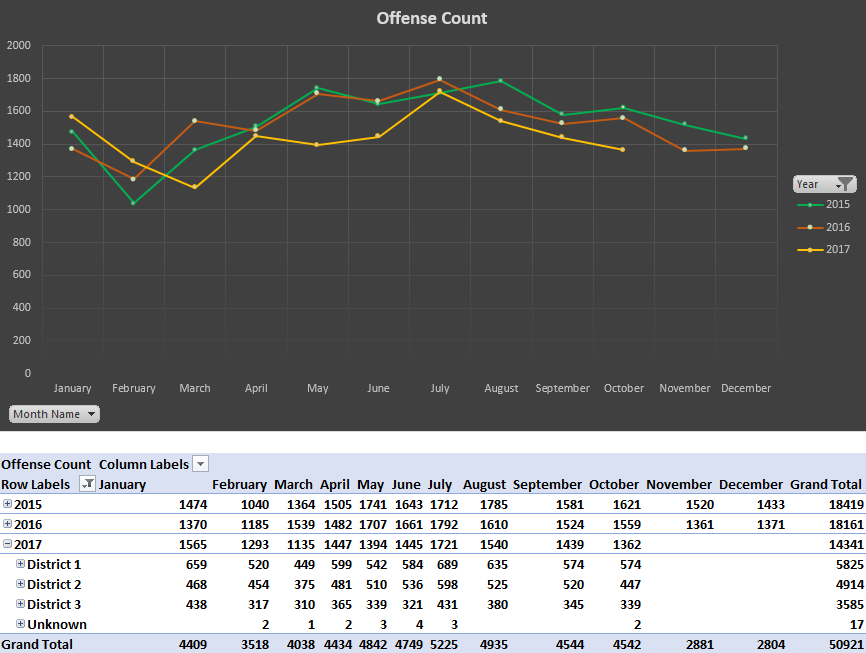 Offense Count
2000
1800
1600
1400
1200
1000
800
600
400
200
0
January February March April May June July August September October November December
Year
2015
2016
2017
Month Name
Offense Count Column Labels
Row Labels January February March April May June July August September October November December Grand Total
2015 1474 1040 1364 1505 1741 1643 1712 1785 1581 1621 1520 1433 18419
2016 1370 1185 1539 1482 1707 1661 1792 1610 1524 1559 1361 1371 18161
2017 1565 1293 1135 1447 1394 1445 1721 1540 1439 1362 14341
District 1 659 520 449 599 542 584 689 635 574 574 5825
District 2 468 454 375 481 510 536 598 525 520 447 4914
District 3 438 317 310 365 339 321 431 380 345 339 3585
Unknown 2 1 2 3 4 3 2 17
Grand Total 4409 3518 4038 4434 4842 4749 5225 4935 4544 4542 2881 2804 50921